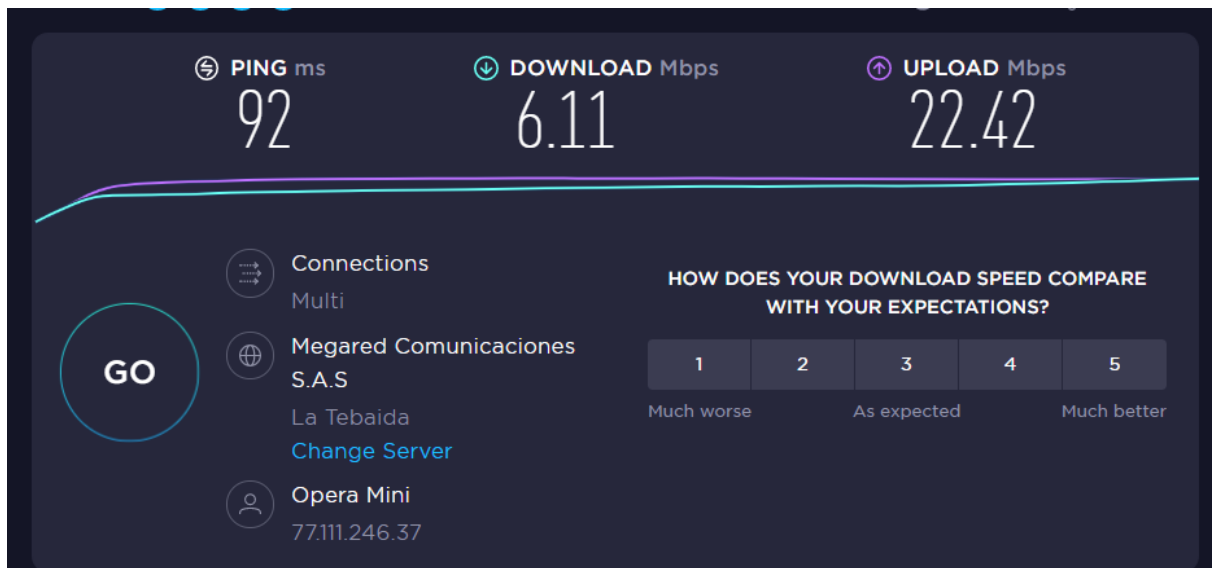 PING ms
92
DOWNLOAD Mbps
6.11
UPLOAD Mbps
22.42
GO
Connections
Multi
Megared Comunicaciones
S.A.S
La Tebaida
Change Server
Opera Mini
77.111.246.37
HOW DOES YOUR DOWNLOAD SPEED COMPARE
WITH YOUR EXPECTATIONS?
1 2 3 4 5
Much worse As expected Much better